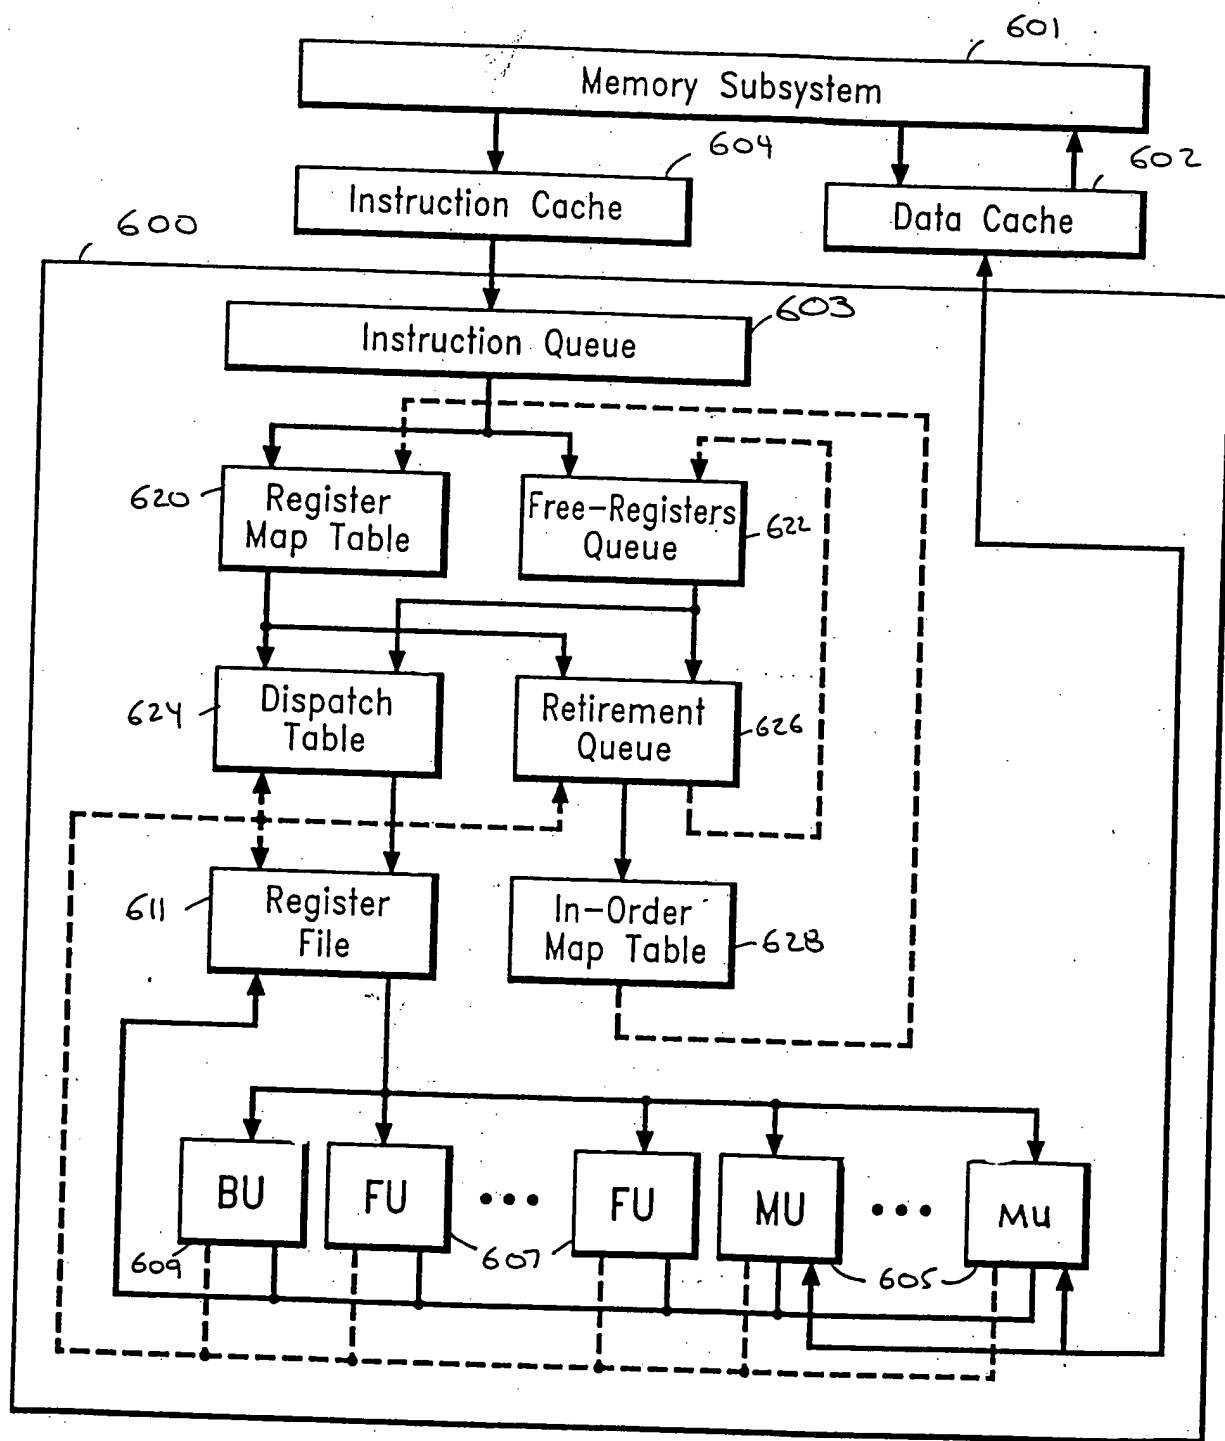 601
Memory Subsystem
604
602
Instruction Cache
Data Cache
600
603
Instruction Queue
620
Register
Map Table
Free-Registers
Queue
622
624
Dispatch
Table
Retirement
Queue
626
611
Register
File
In-Order
Map Table
628
BU
FU
•••
FU
MU
•••
MU
609
607
605